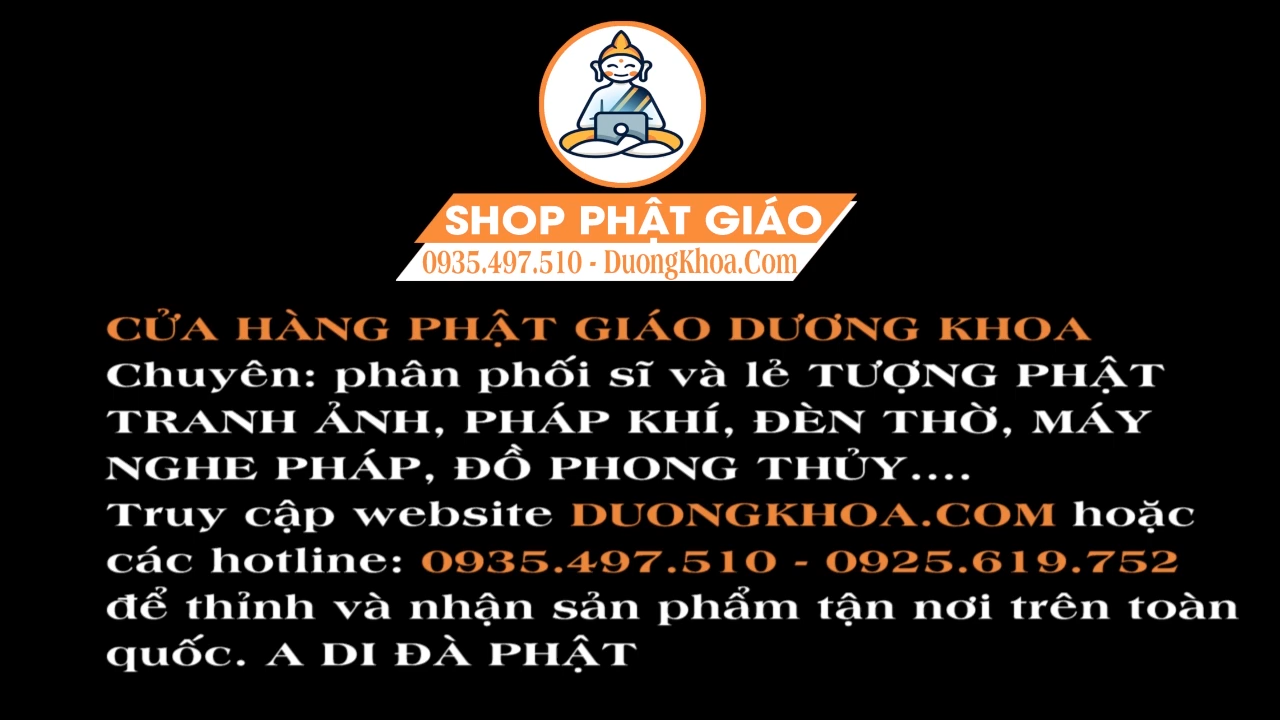 SHOP PHẬT GIÁO
0935.497.510 - DuongKhoa.Com
CỬA HÀNG PHẬT GIÁO DƯƠNG KHOA
Chuyên: phân phối sĩ và lẻ TƯỢNG PHẬT
TRANH ẢNH, PHÁP KHÍ, ĐÈN THỜ, MÁY
NGHE PHÁP, ĐỒ PHONG THỦY....
Truy cập website DUONGKHOA.COM hoặc
các hotline: 0935.497.510 - 0925.619.752
để thỉnh và nhận sản phẩm tận nơi trên toàn
quốc. A DI ĐÀ PHẬT